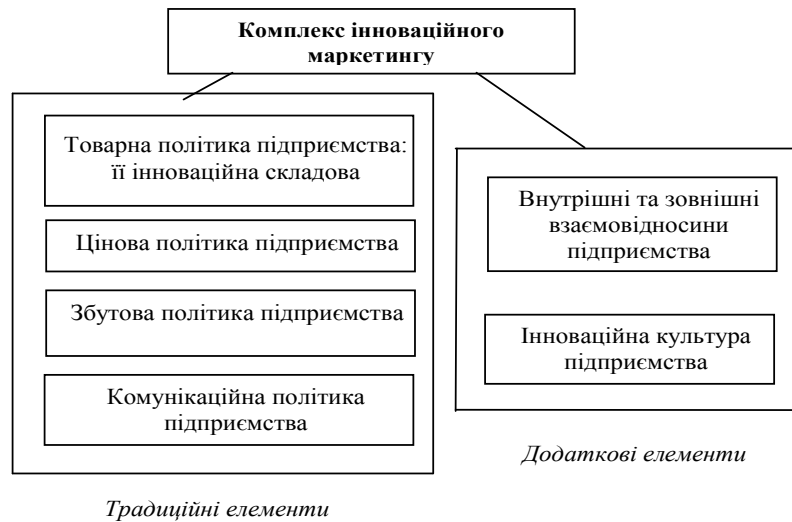 Комплекс інноваційного
маркетингу
Товарна політика підприємства:
її інноваційна складова
Цінова політика підприємства
Збутова політика підприємства
Комунікаційна політика
підприємства
Традиційні елементи
Внутрішні та зовнішні
взаємовідносини
підприємства
Інноваційна культура
підприємства
Додаткові елементи